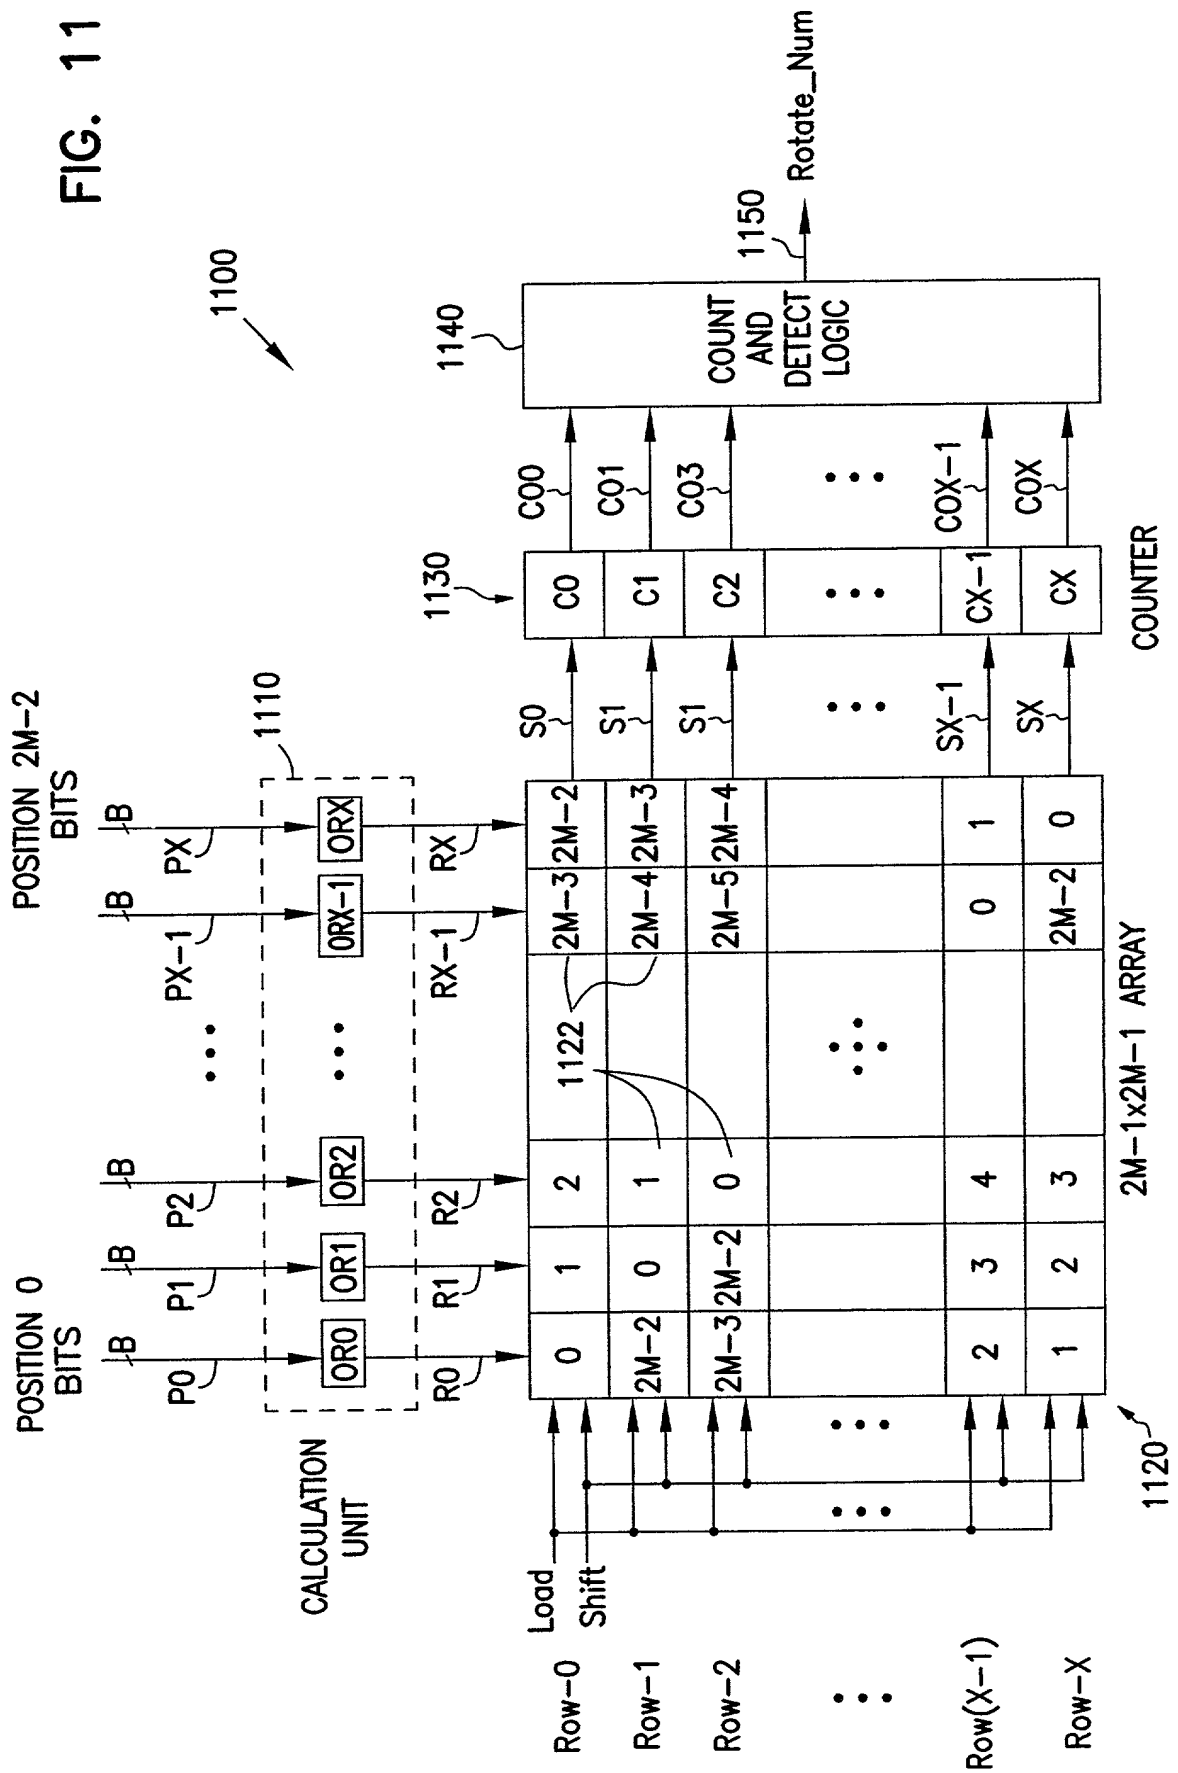 FIG. 11
1100
POSITION 0
BITS
POSITION 2M-2
BITS
B
B
B
B
B
P0
P1
P2
PX-1
PX
1110
CALCULATION
UNIT
OR0
OR1
OR2
ORX-1
ORX
R0
R1
R2
RX-1
RX
1130
1140
1150
Load
Shift
Row-0
0
1
2
2M-3
2M-2
S0
C0
CO0
Row-1
2M-2
0
1
2M-4
2M-3
S1
C1
CO1
Row-2
2M-3
2M-2
0
2M-5
2M-4
S1
C2
CO3
1122
Row(X-1)
2
3
4
0
1
SX-1
CX-1
COX-1
Row-X
1
2
3
2M-2
0
SX
CX
COX
COUNT
AND
DETECT
LOGIC
Rotate_Num
1120
2M-1x2M-1 ARRAY
COUNTER